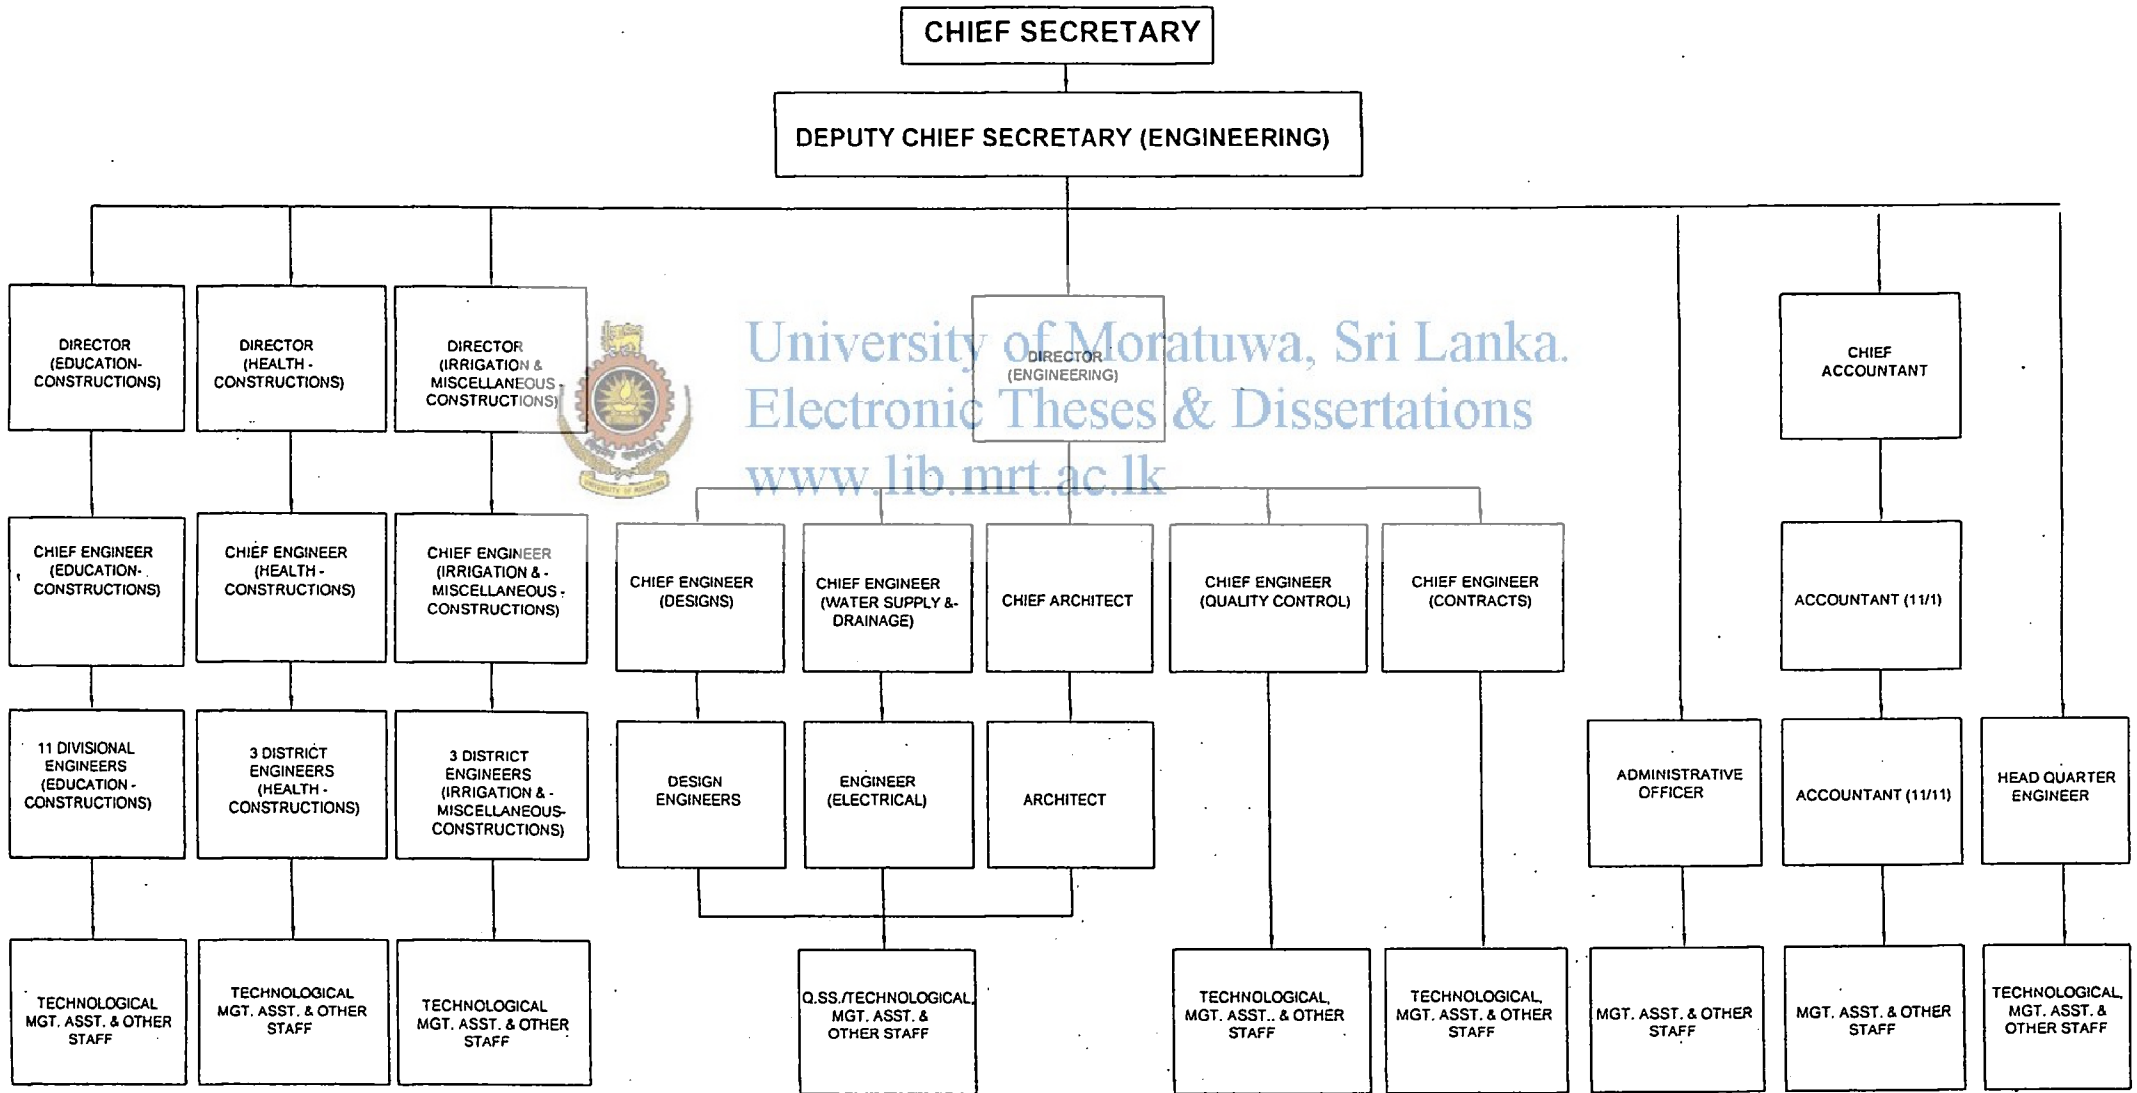 CHIEF SECRETARY
DEPUTY CHIEF SECRETARY (ENGINEERING)
DIRECTOR
(EDUCATION-
CONSTRUCTIONS)
DIRECTOR
(HEALTH -
CONSTRUCTIONS)
DIRECTOR
(IRRIGATION &
MISCELLANEOUS -
CONSTRUCTIONS)
DIRECTOR
(ENGINEERING)
CHIEF
ACCOUNTANT
University of Moratuwa, Sri Lanka.
Electronic Theses & Dissertations
www.lib.mrt.ac.lk
UNIVERSITY OF MORATUWA
CHIEF ENGINEER
(EDUCATION-
CONSTRUCTIONS)
CHIEF ENGINEER
(HEALTH -
CONSTRUCTIONS)
CHIEF ENGINEER
(IRRIGATION & -
MISCELLANEOUS -
CONSTRUCTIONS)
CHIEF ENGINEER
(DESIGNS)
CHIEF ENGINEER
(WATER SUPPLY &-
DRAINAGE)
CHIEF ARCHITECT
CHIEF ENGINEER
(QUALITY CONTROL)
CHIEF ENGINEER
(CONTRACTS)
ACCOUNTANT (11/1)
11 DIVISIONAL
ENGINEERS
(EDUCATION -
CONSTRUCTIONS)
3 DISTRICT
ENGINEERS
(HEALTH -
CONSTRUCTIONS)
3 DISTRICT
ENGINEERS
(IRRIGATION & -
MISCELLANEOUS-
CONSTRUCTIONS)
DESIGN
ENGINEERS
ENGINEER
(ELECTRICAL)
ARCHITECT
ADMINISTRATIVE
OFFICER
ACCOUNTANT (11/11)
HEAD QUARTER
ENGINEER
TECHNOLOGICAL
MGT. ASST. & OTHER
STAFF
TECHNOLOGICAL
MGT. ASST. & OTHER
STAFF
TECHNOLOGICAL
MGT. ASST. & OTHER
STAFF
Q.SS./TECHNOLOGICAL,
MGT. ASST. &
OTHER STAFF
TECHNOLOGICAL,
MGT. ASST.. & OTHER
STAFF
TECHNOLOGICAL,
MGT. ASST. & OTHER
STAFF
MGT. ASST. & OTHER
STAFF
MGT. ASST. & OTHER
STAFF
TECHNOLOGICAL,
MGT. ASST. &
OTHER STAFF